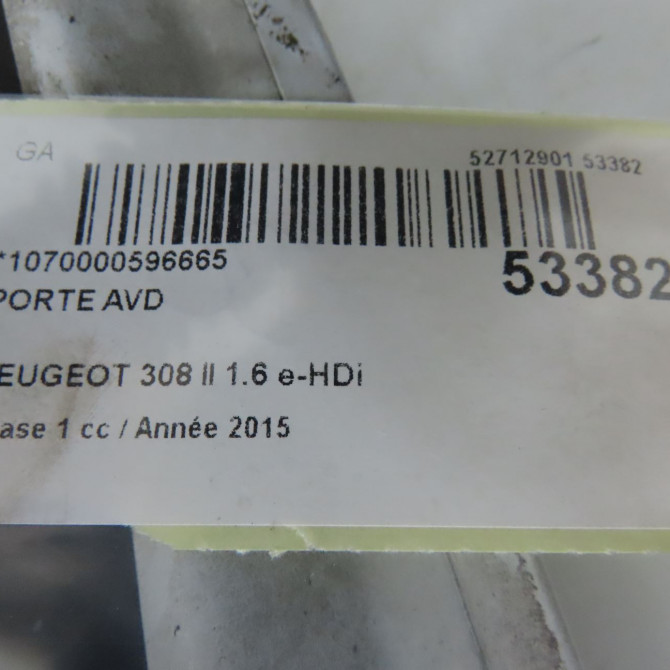 GA
52712901 53382
*1070000596665
53382
PORTE AVD
EUGEOT 308 II 1.6 e-HDi
ase 1 cc / Année 2015